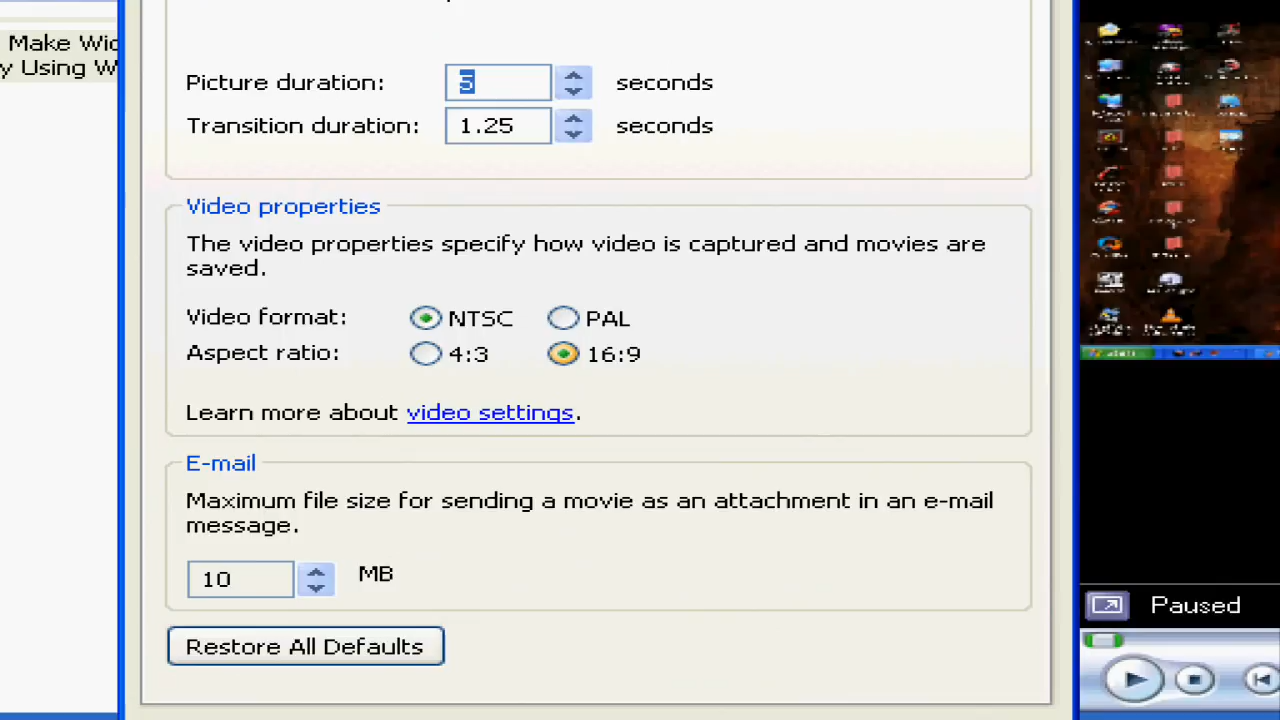 Make Wid
y Using W
Picture duration: 5 seconds
Transition duration: 1.25 seconds
Video properties
The video properties specify how video is captured and movies are
saved.
Video format: NTSC PAL
Aspect ratio: 4:3 16:9
Learn more about video settings.
E-mail
Maximum file size for sending a movie as an attachment in an e-mail
message.
10 MB
Restore All Defaults
Paused